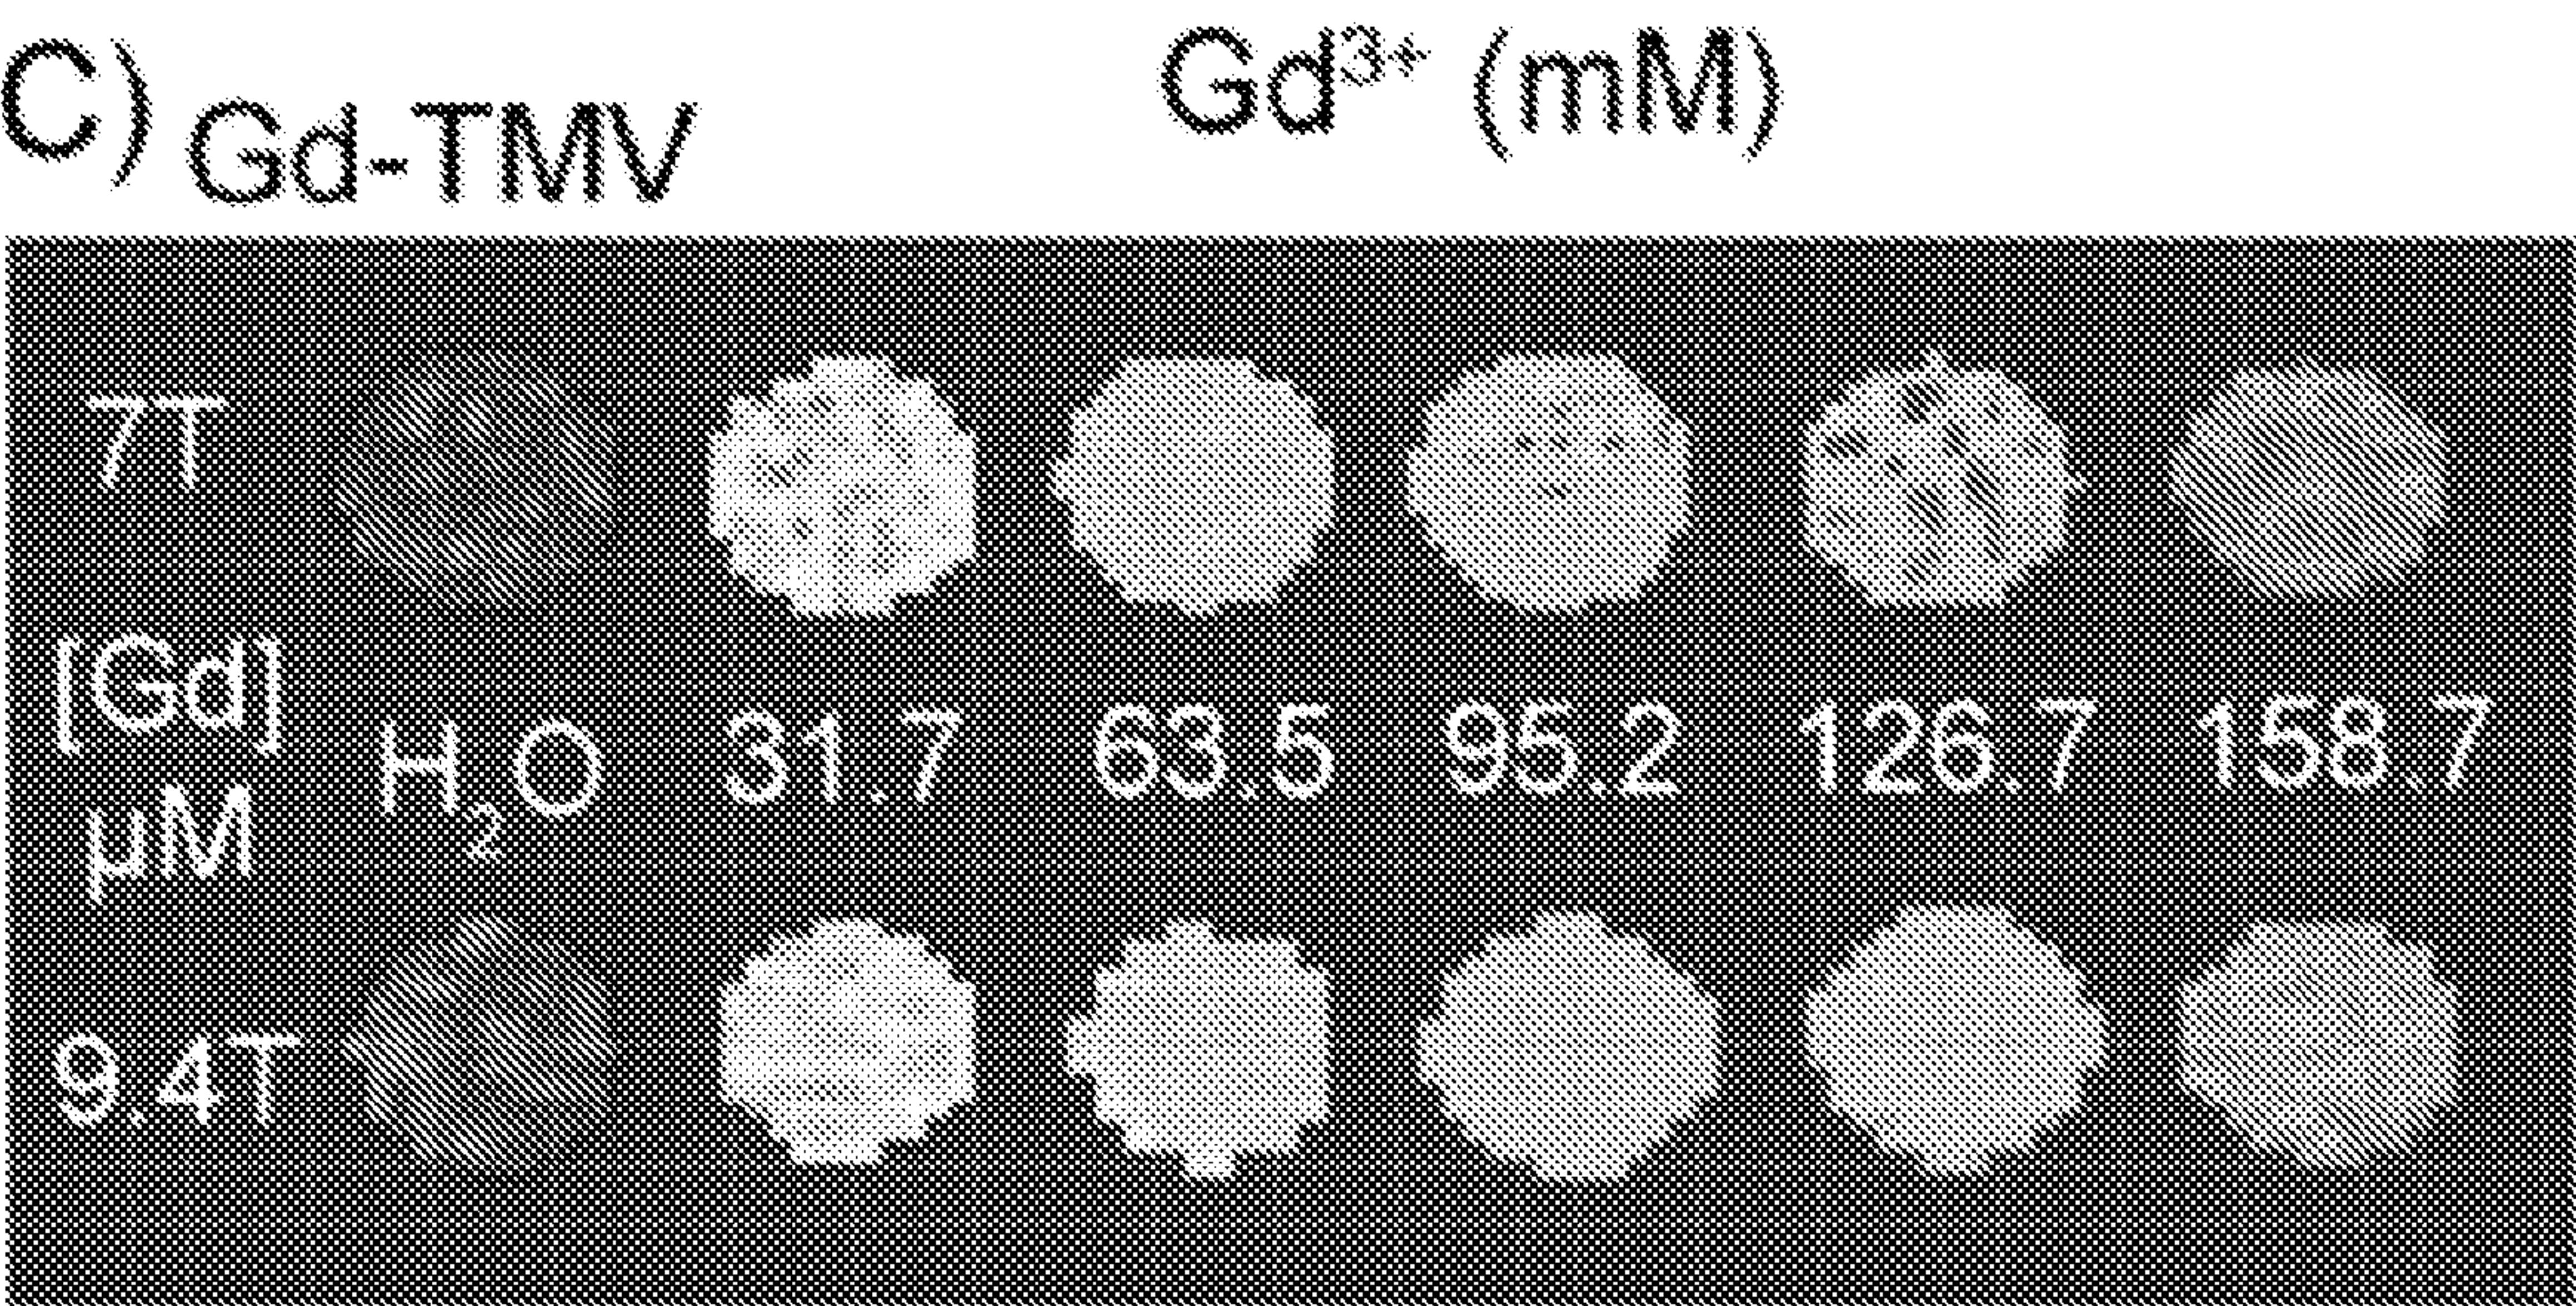 C) Gd-TMV
Gd³⁺ (mM)
7T
[Gd]
µM
H₂O 31.7 63.5 95.2 126.7 158.7
9.4T